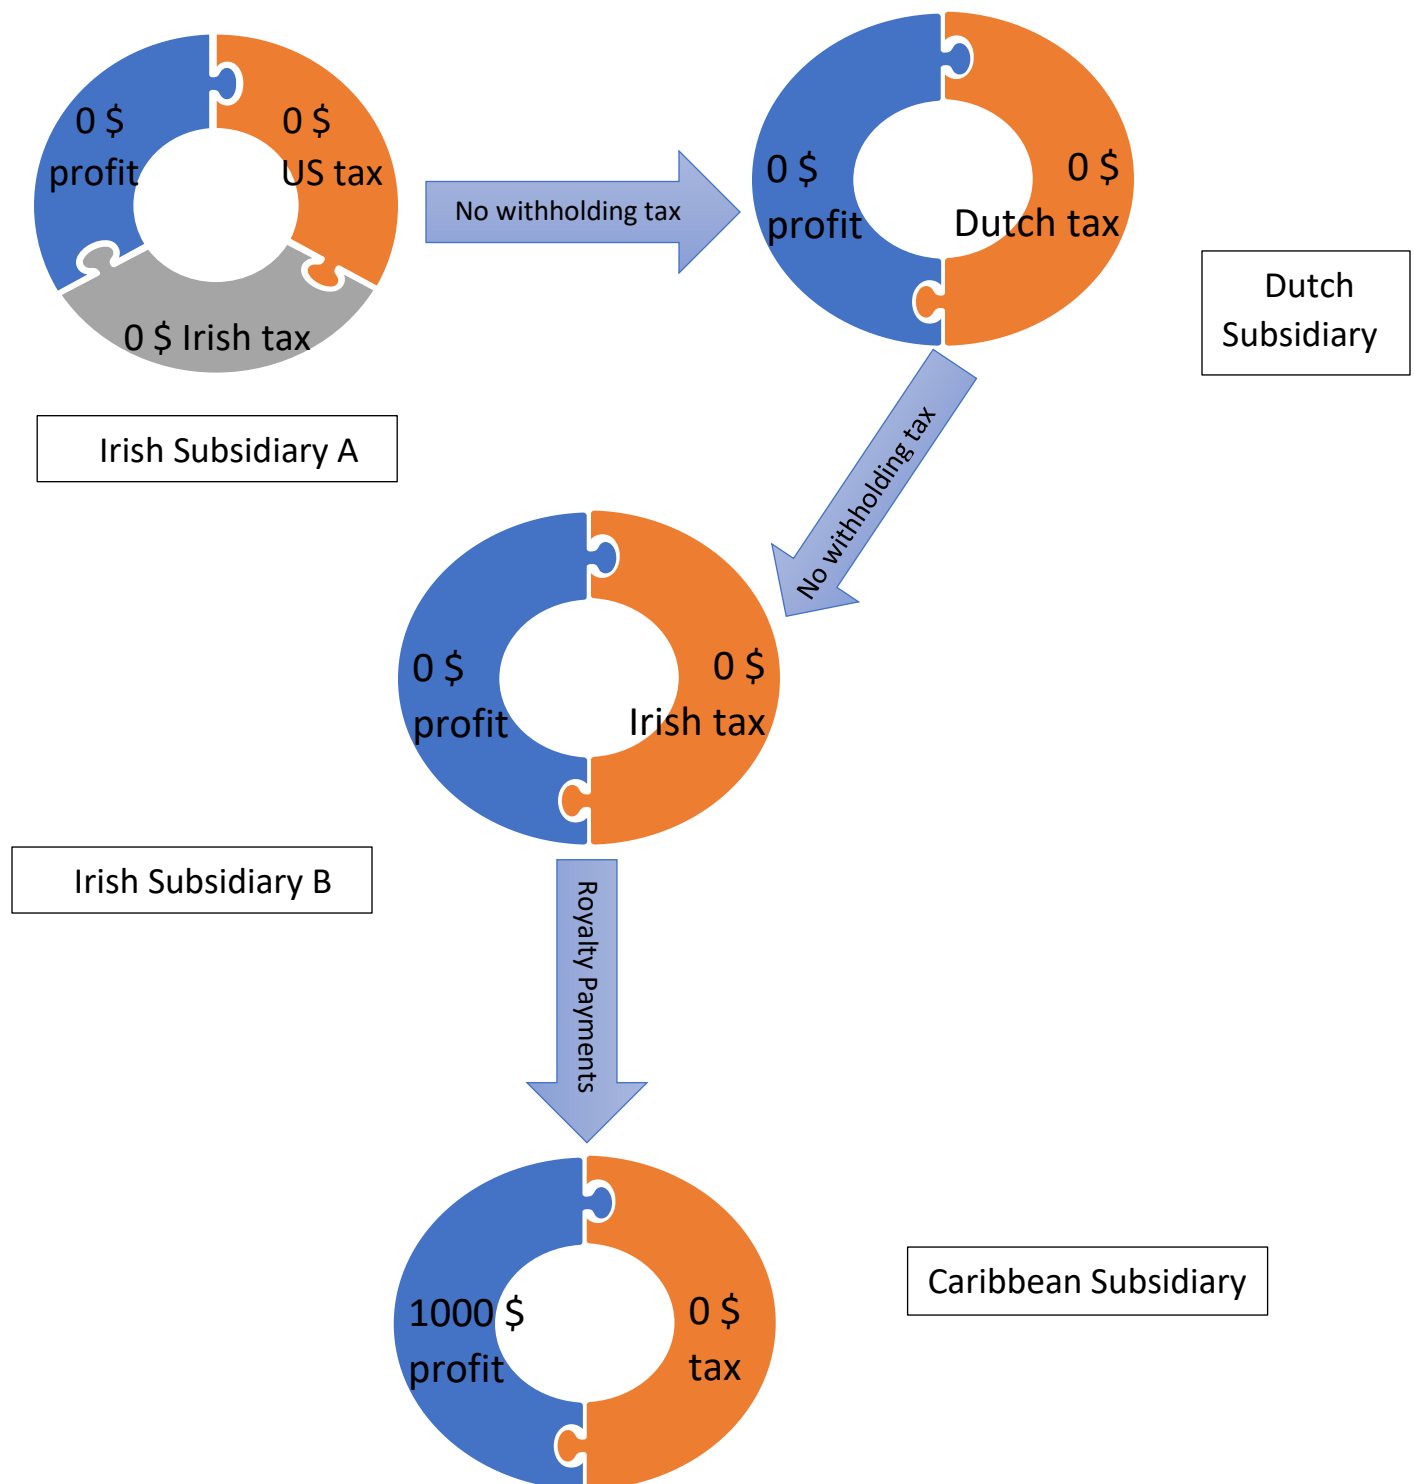 0 $
profit
0 $
US tax
0 $ Irish tax
Irish Subsidiary A
No withholding tax
0 $
profit
0 $
Dutch tax
Dutch
Subsidiary
No withholding tax
0 $
profit
0 $
Irish tax
Irish Subsidiary B
Royalty Payments
1000 $
profit
0 $
tax
Caribbean Subsidiary